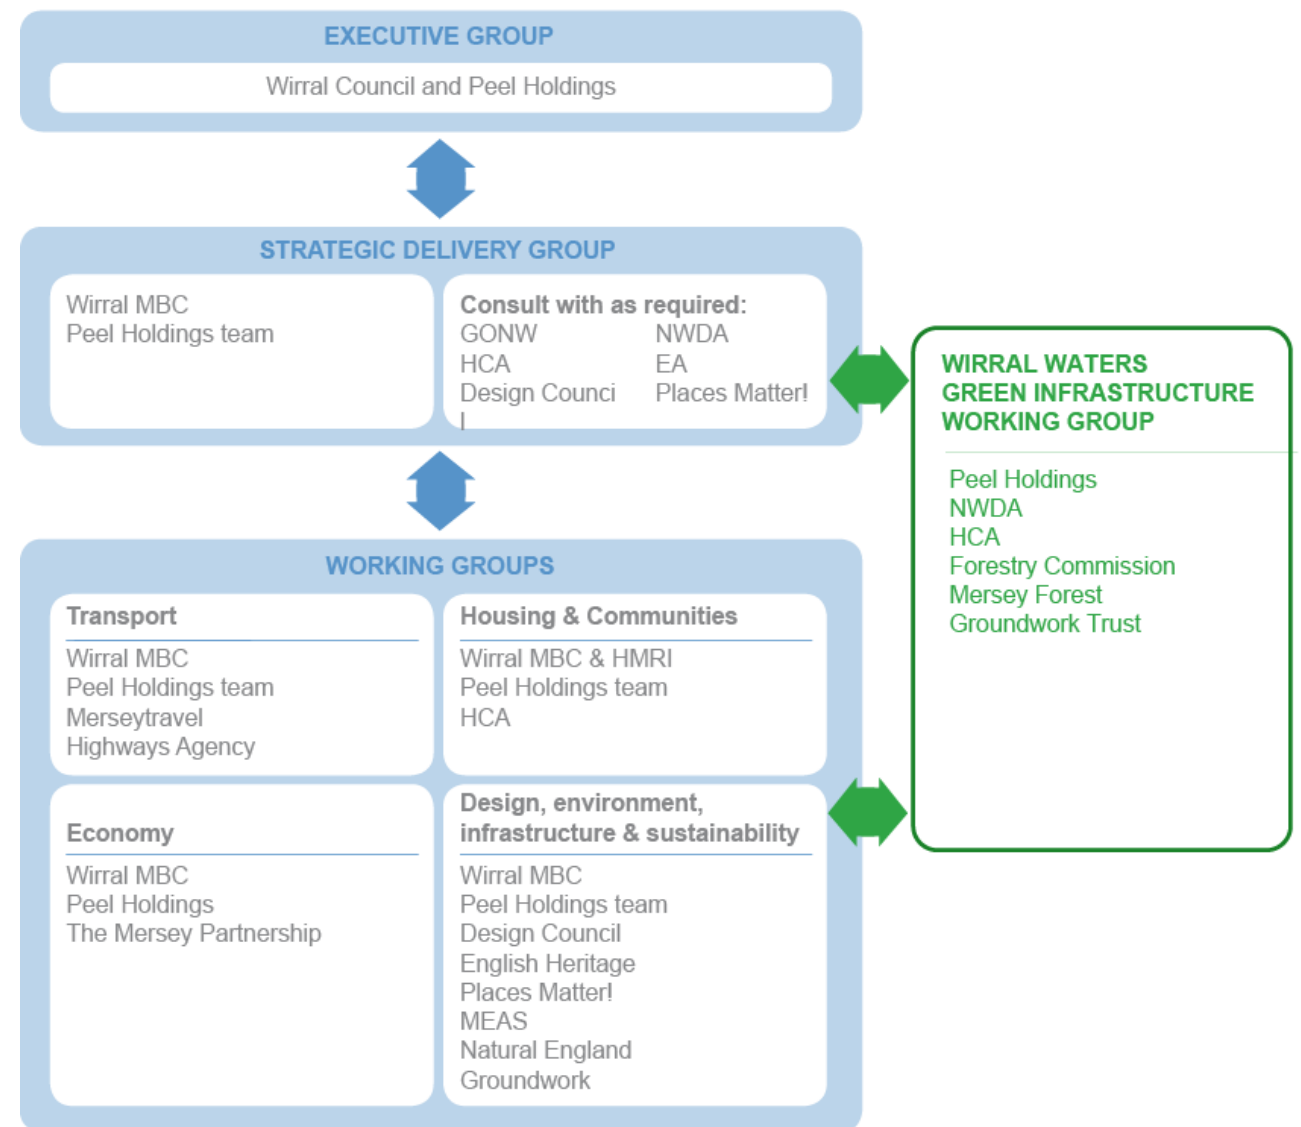 EXECUTIVE GROUP
Wirral Council and Peel Holdings
STRATEGIC DELIVERY GROUP
Wirral MBC
Peel Holdings team
Consult with as required:
GONW NWDA
HCA EA
Design Counci Places Matter!
l
WIRRAL WATERS
GREEN INFRASTRUCTURE
WORKING GROUP
Peel Holdings
NWDA
HCA
Forestry Commission
Mersey Forest
Groundwork Trust
WORKING GROUPS
Transport
Wirral MBC
Peel Holdings team
Merseytravel
Highways Agency
Housing & Communities
Wirral MBC & HMRI
Peel Holdings team
HCA
Economy
Wirral MBC
Peel Holdings
The Mersey Partnership
Design, environment,
infrastructure & sustainability
Wirral MBC
Peel Holdings team
Design Council
English Heritage
Places Matter!
MEAS
Natural England
Groundwork